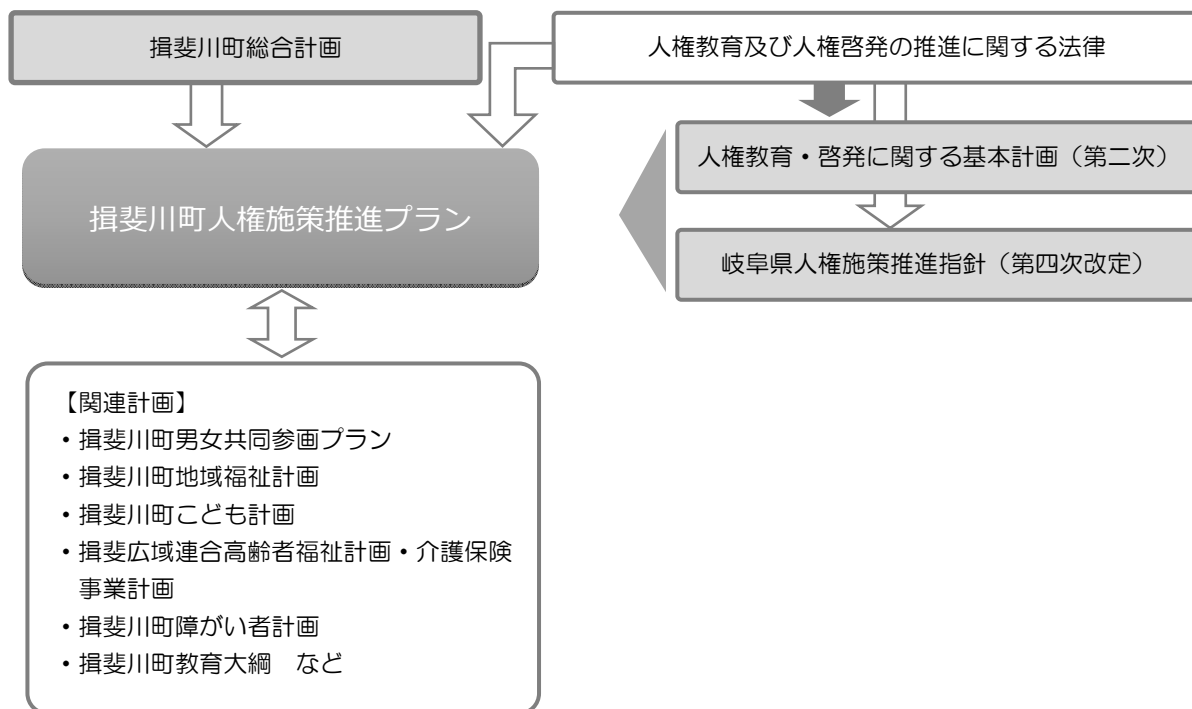 揖斐川町総合計画
人権教育及び人権啓発の推進に関する法律
人権教育・啓発に関する基本計画（第二次）
揖斐川町人権施策推進プラン
岐阜県人権施策推進指針（第四次改定）
【関連計画】
・揖斐川町男女共同参画プラン
・揖斐川町地域福祉計画
・揖斐川町こども計画
・揖斐広域連合高齢者福祉計画・介護保険
事業計画
・揖斐川町障がい者計画
・揖斐川町教育大綱　など